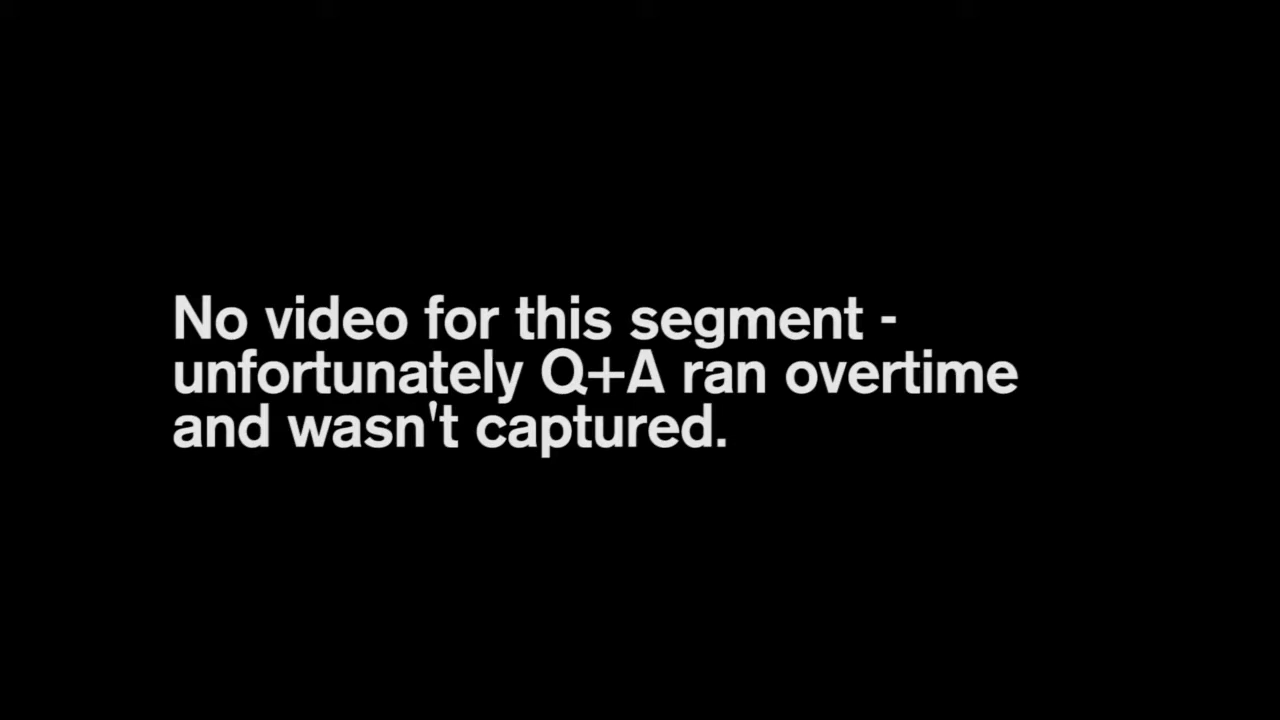 No video for this segment -
unfortunately Q+A ran overtime
and wasn't captured.